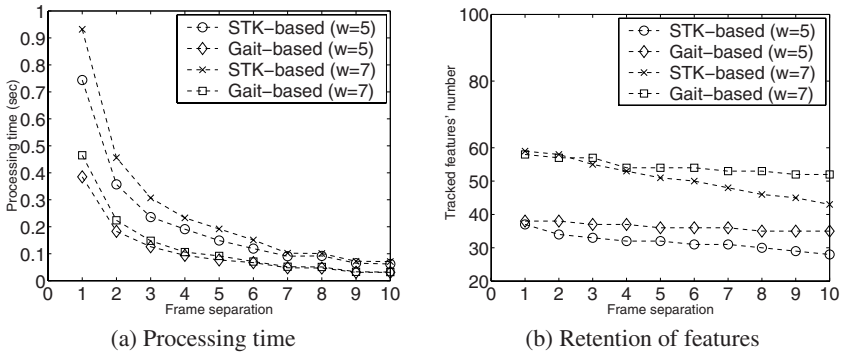 1
0.9
0.8
0.7
0.6
0.5
0.4
0.3
0.2
0.1
0
Processing time (sec)
STK−based (w=5)
Gait−based (w=5)
STK−based (w=7)
Gait−based (w=7)
0 1 2 3 4 5 6 7 8 9 10
Frame separation
(a) Processing time
100
80
60
40
20
Tracked features' number
STK−based (w=5)
Gait−based (w=5)
STK−based (w=7)
Gait−based (w=7)
0 1 2 3 4 5 6 7 8 9 10
Frame separation
(b) Retention of features